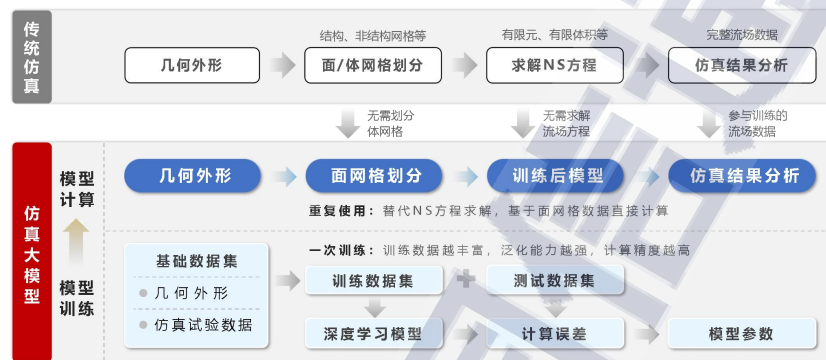 传统仿真
结构、非结构网格等
有限元、有限体积等
完整流场数据
几何外形
面/体网格划分
求解NS方程
仿真结果分析
无需划分
体网格
无需求解
流场方程
参与训练的
流场数据
仿真大模型
模型
计算
几何外形
面网格划分
训练后模型
仿真结果分析
重复使用：替代NS方程求解，基于面网格数据直接计算
模型
训练
一次训练：训练数据越丰富，泛化能力越强，计算精度越高
基础数据集
几何外形
仿真试验数据
训练数据集
测试数据集
深度学习模型
计算误差
模型参数